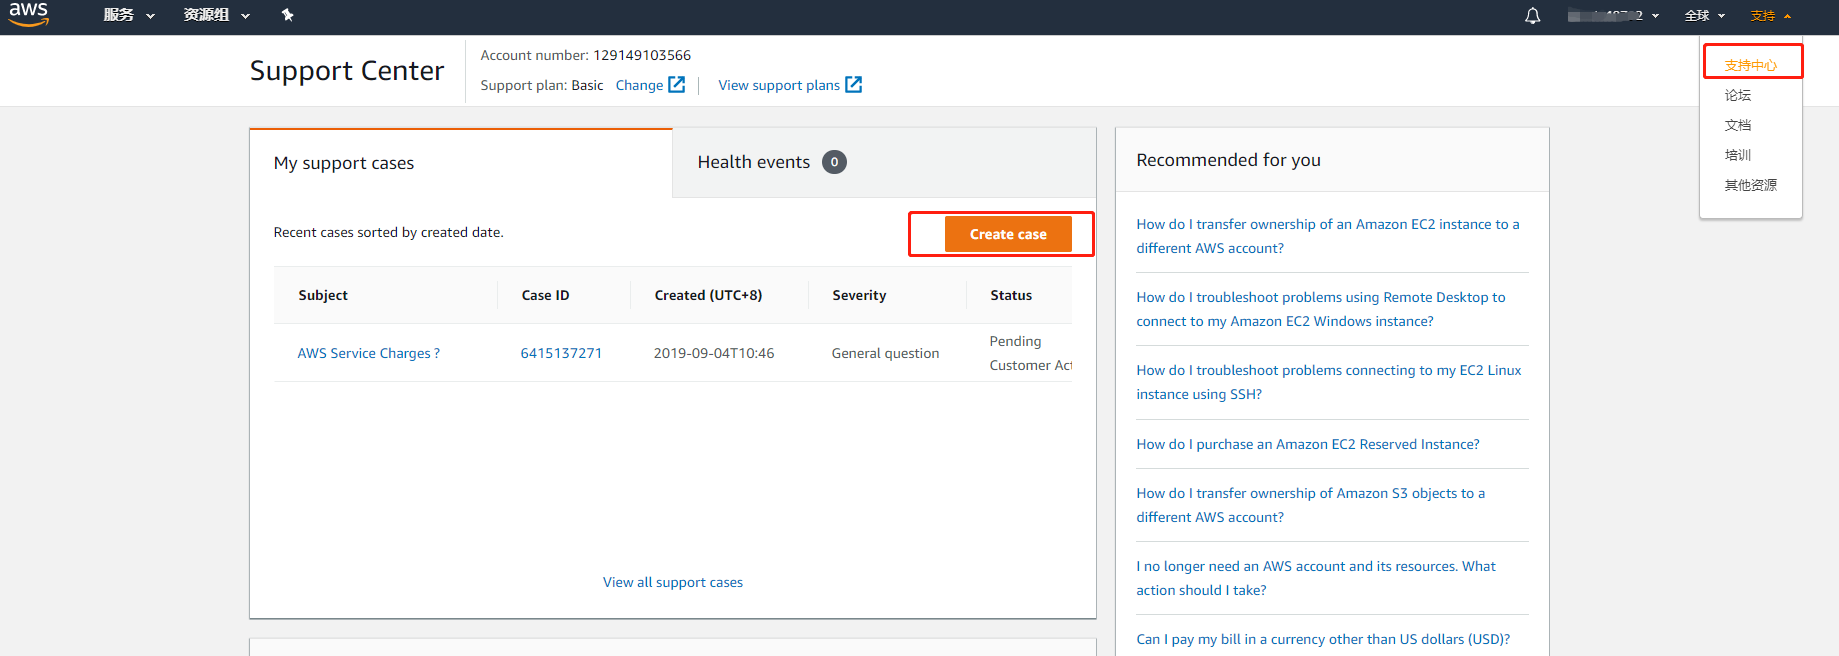 aws
服务
资源组
全球
支持
支持中心
论坛
文档
培训
其他资源
Support Center
Account number: 129149103566
Support plan: Basic Change
View support plans
My support cases
Health events 0
Recent cases sorted by created date.
Create case
Subject Case ID Created (UTC+8) Severity Status
AWS Service Charges ? 6415137271 2019-09-04T10:46 General question Pending
Customer Act
View all support cases
Recommended for you
How do I transfer ownership of an Amazon EC2 instance to a
different AWS account?
How do I troubleshoot problems using Remote Desktop to
connect to my Amazon EC2 Windows instance?
How do I troubleshoot problems connecting to my EC2 Linux
instance using SSH?
How do I purchase an Amazon EC2 Reserved Instance?
How do I transfer ownership of Amazon S3 objects to a
different AWS account?
I no longer need an AWS account and its resources. What
action should I take?
Can I pay my bill in a currency other than US dollars (USD)?